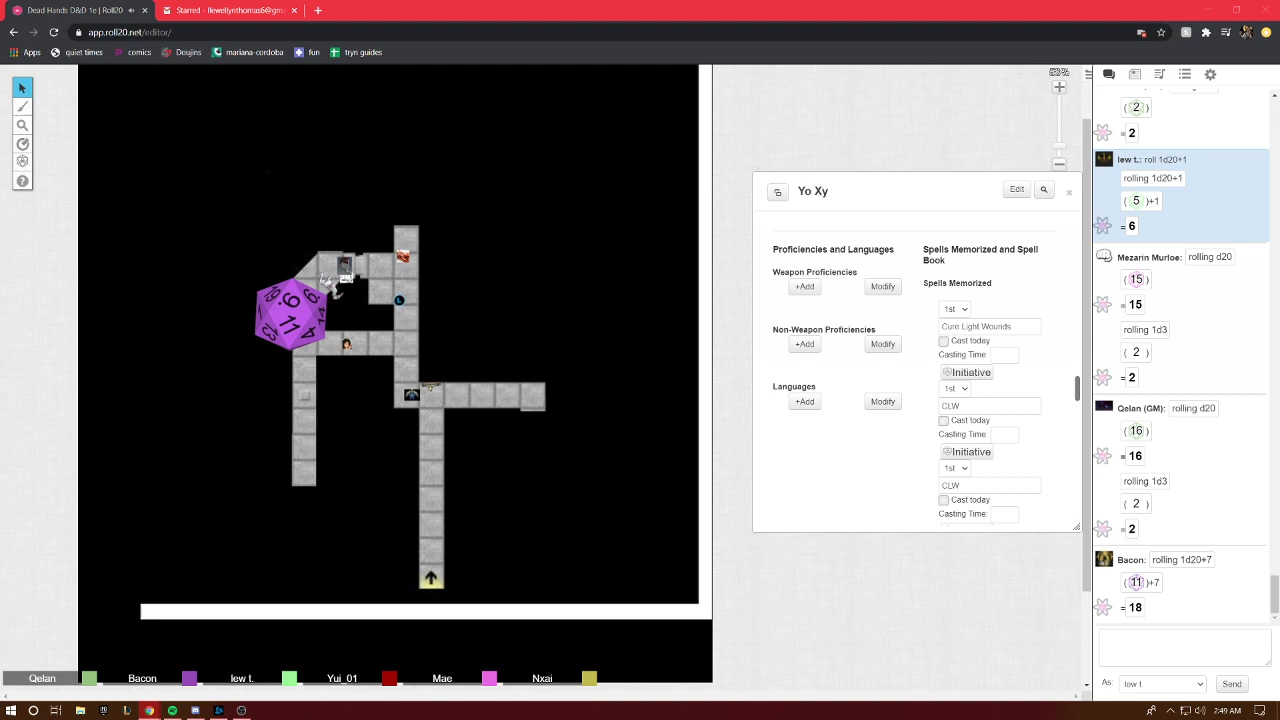 Dead Hands D&D 1e | Roll20
Starred - llewellynthomas6@gm
app.roll20.net/editor/
Apps
quiet times
comics
Doujins
mariana-cordoba
fun
tryn guides
Yo Xy
Edit
Proficiencies and Languages
Weapon Proficiencies
+Add
Modify
Non-Weapon Proficiencies
+Add
Modify
Languages
+Add
Modify
Spells Memorized and Spell
Book
Spells Memorized
1st
Cure Light Wounds
Cast today
Casting Time:
Initiative
1st
CLW
Cast today
Casting Time:
Initiative
1st
CLW
Cast today
Casting Time:
(2)
= 2
lew t.: roll 1d20+1
rolling 1d20+1
(5)+1
= 6
Mezarin Murloe: rolling d20
(15)
= 15
rolling 1d3
(2)
= 2
Qelan (GM): rolling d20
(16)
= 16
rolling 1d3
(2)
= 2
Bacon: rolling 1d20+7
(11)+7
= 18
As:
lew t.
Send
19
6
6.
14
11
4
Qelan
Bacon
lew t.
Yui_01
Mae
Nxai
2:49 AM